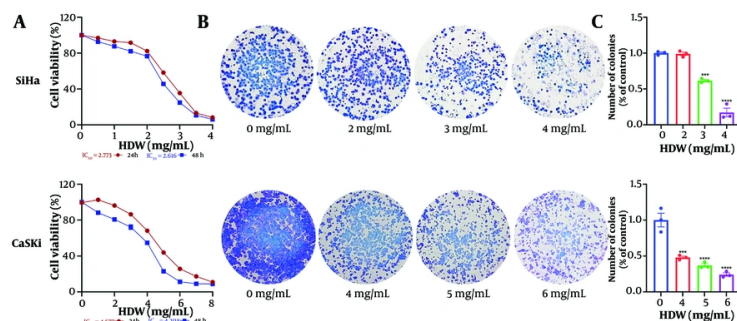 A
B
C
SiHa
Cell viability (%)
120
80
40
0
0
1
2
3
4
HDW (mg/mL)
IC₅₀ = 2.773 24h IC₅₀ = 2.616 48 h
0 mg/mL
2 mg/mL
3 mg/mL
4 mg/mL
Number of colonies
(% of control)
1.5
1.0
0.5
0.0
***
****
0
2
3
4
HDW (mg/mL)
CaSKi
Cell viability (%)
120
80
40
0
0
2
4
6
8
HDW (mg/mL)
0 mg/mL
4 mg/mL
5 mg/mL
6 mg/mL
Number of colonies
(% of control)
1.5
1.0
0.5
0.0
***
****
****
0
4
5
6
HDW (mg/mL)